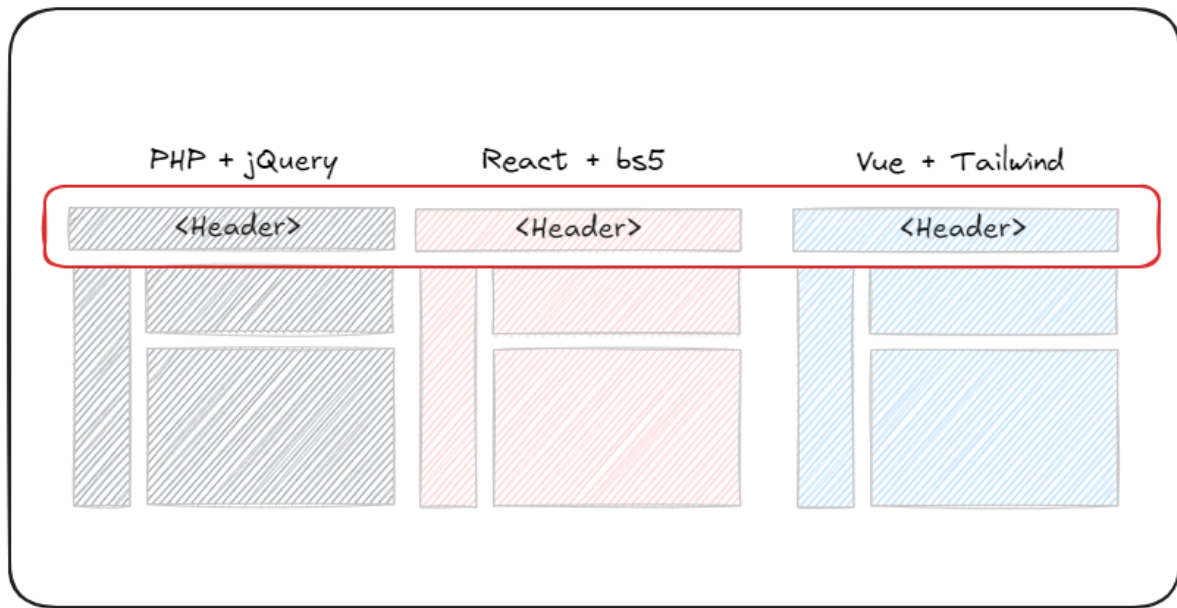 PHP + jQuery
React + bs5
Vue + Tailwind
<Header>
<Header>
<Header>